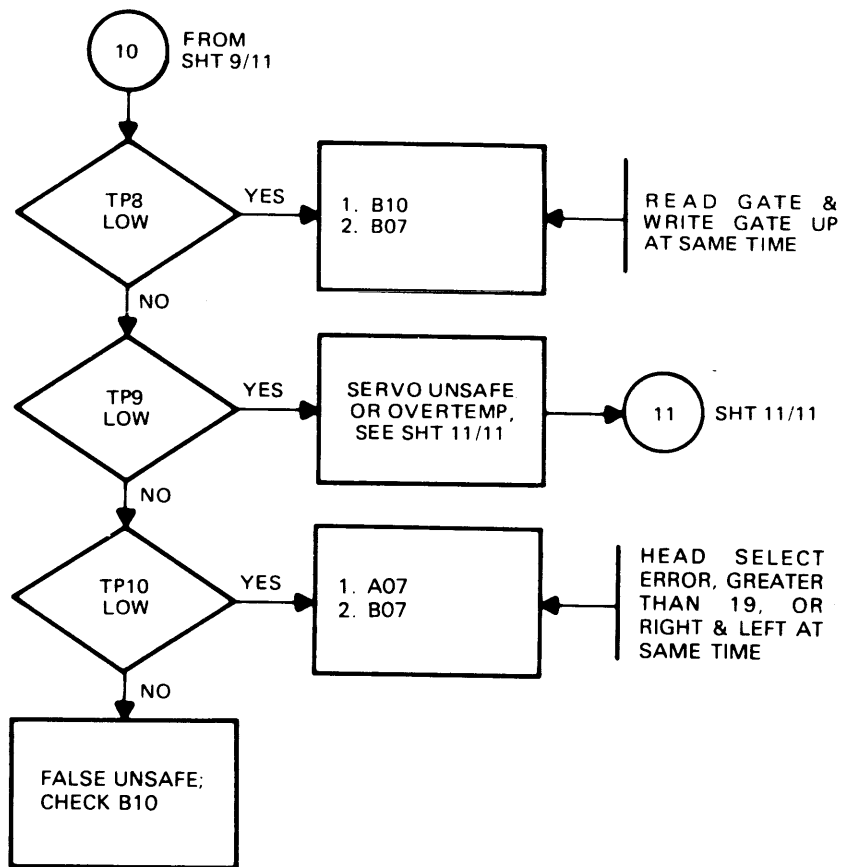 10
FROM
SHT 9/11
TP8
LOW
YES
1. B10
2. B07
READ GATE &
WRITE GATE UP
AT SAME TIME
NO
TP9
LOW
YES
SERVO UNSAFE
OR OVERTEMP,
SEE SHT 11/11
11
SHT 11/11
NO
TP10
LOW
YES
1. A07
2. B07
HEAD SELECT
ERROR, GREATER
THAN 19, OR
RIGHT & LEFT AT
SAME TIME
NO
FALSE UNSAFE;
CHECK B10